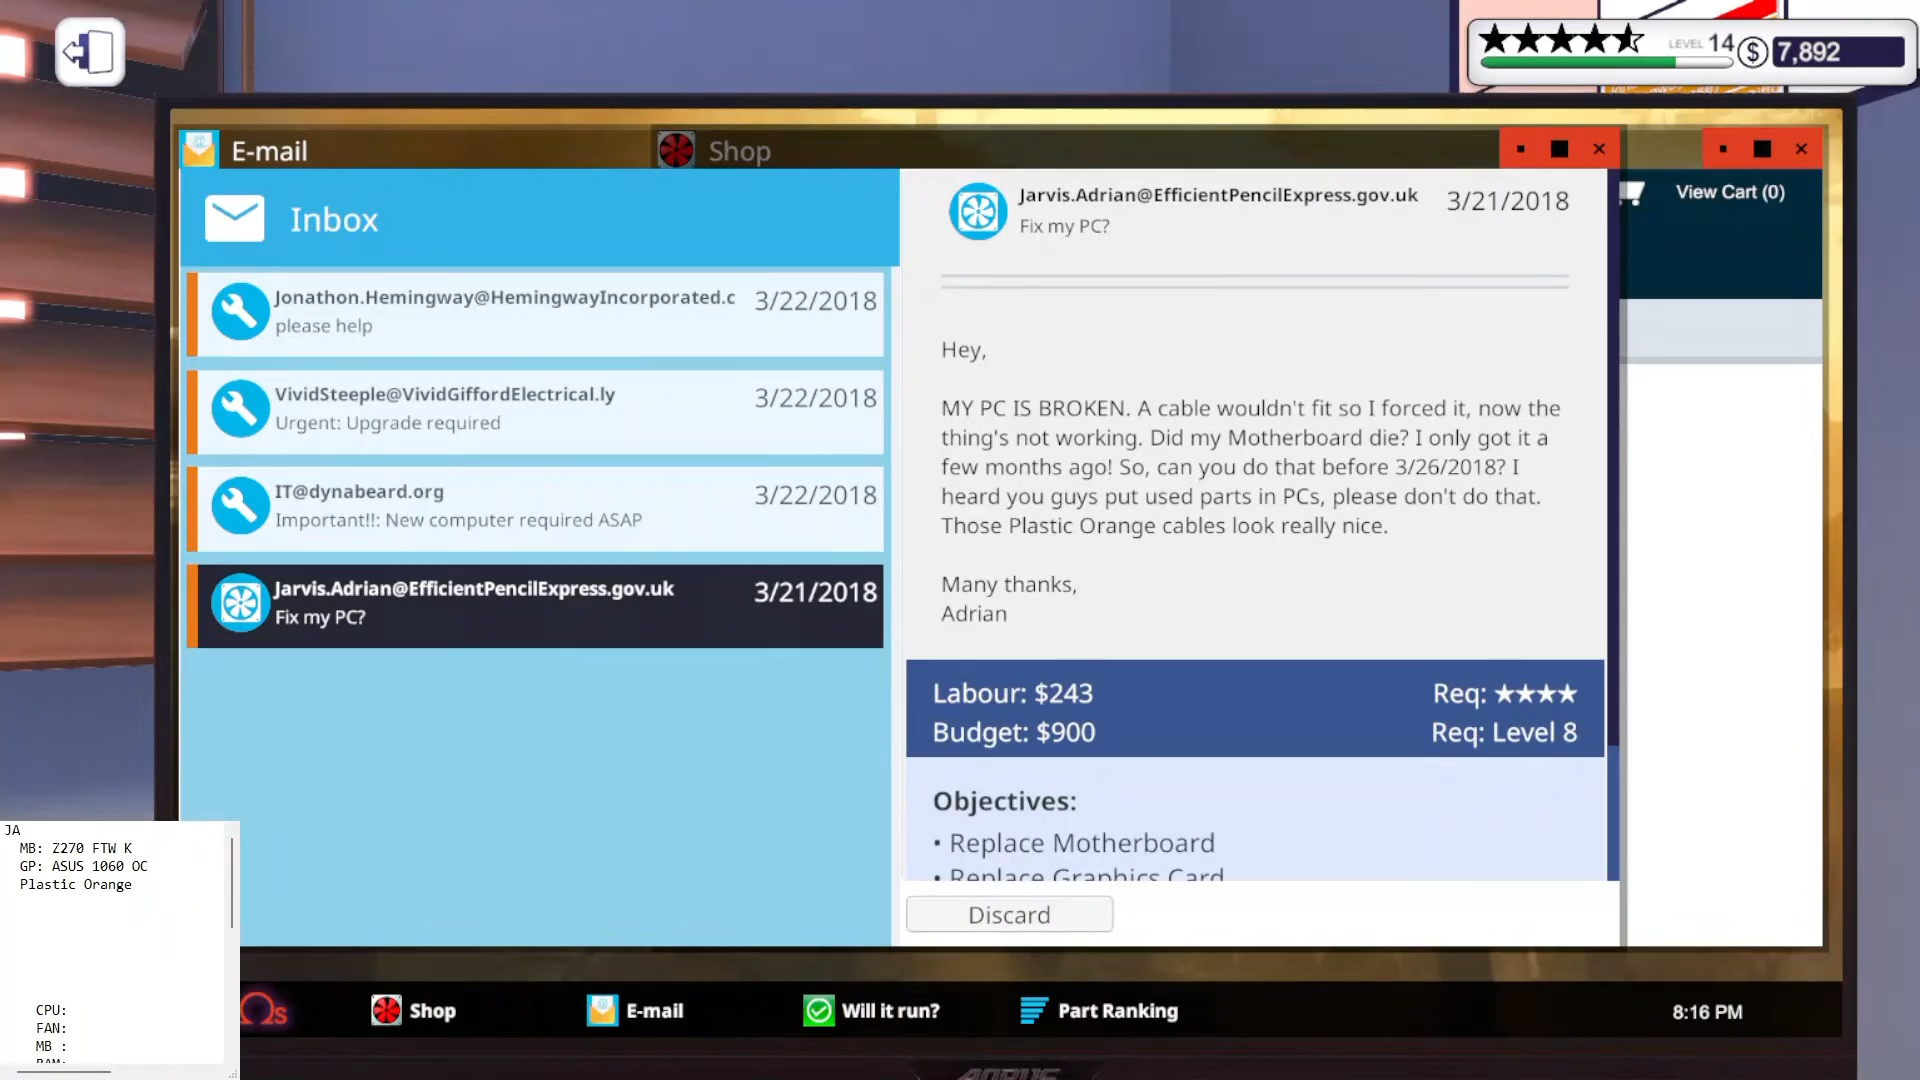 LEVEL 14
$ 7,892
E-mail
Shop
Inbox
Jonathon.Hemingway@HemingwayIncorporated.c
3/22/2018
please help
VividSteeple@VividGiffordElectrical.ly
3/22/2018
Urgent: Upgrade required
IT@dynabeard.org
3/22/2018
Important!!: New computer required ASAP
Jarvis.Adrian@EfficientPencilExpress.gov.uk
3/21/2018
Fix my PC?
Jarvis.Adrian@EfficientPencilExpress.gov.uk
3/21/2018
Fix my PC?
Hey,
MY PC IS BROKEN. A cable wouldn't fit so I forced it, now the
thing's not working. Did my Motherboard die? I only got it a
few months ago! So, can you do that before 3/26/2018? I
heard you guys put used parts in PCs, please don't do that.
Those Plastic Orange cables look really nice.
Many thanks,
Adrian
Labour: $243
Req: ★★★★
Budget: $900
Req: Level 8
Objectives:
• Replace Motherboard
• Replace Graphics Card
Discard
View Cart (0)
JA
MB: Z270 FTW K
GP: ASUS 1060 OC
Plastic Orange
CPU:
FAN:
MB :
RAM:
Shop
E-mail
Will it run?
Part Ranking
8:16 PM
AORUS